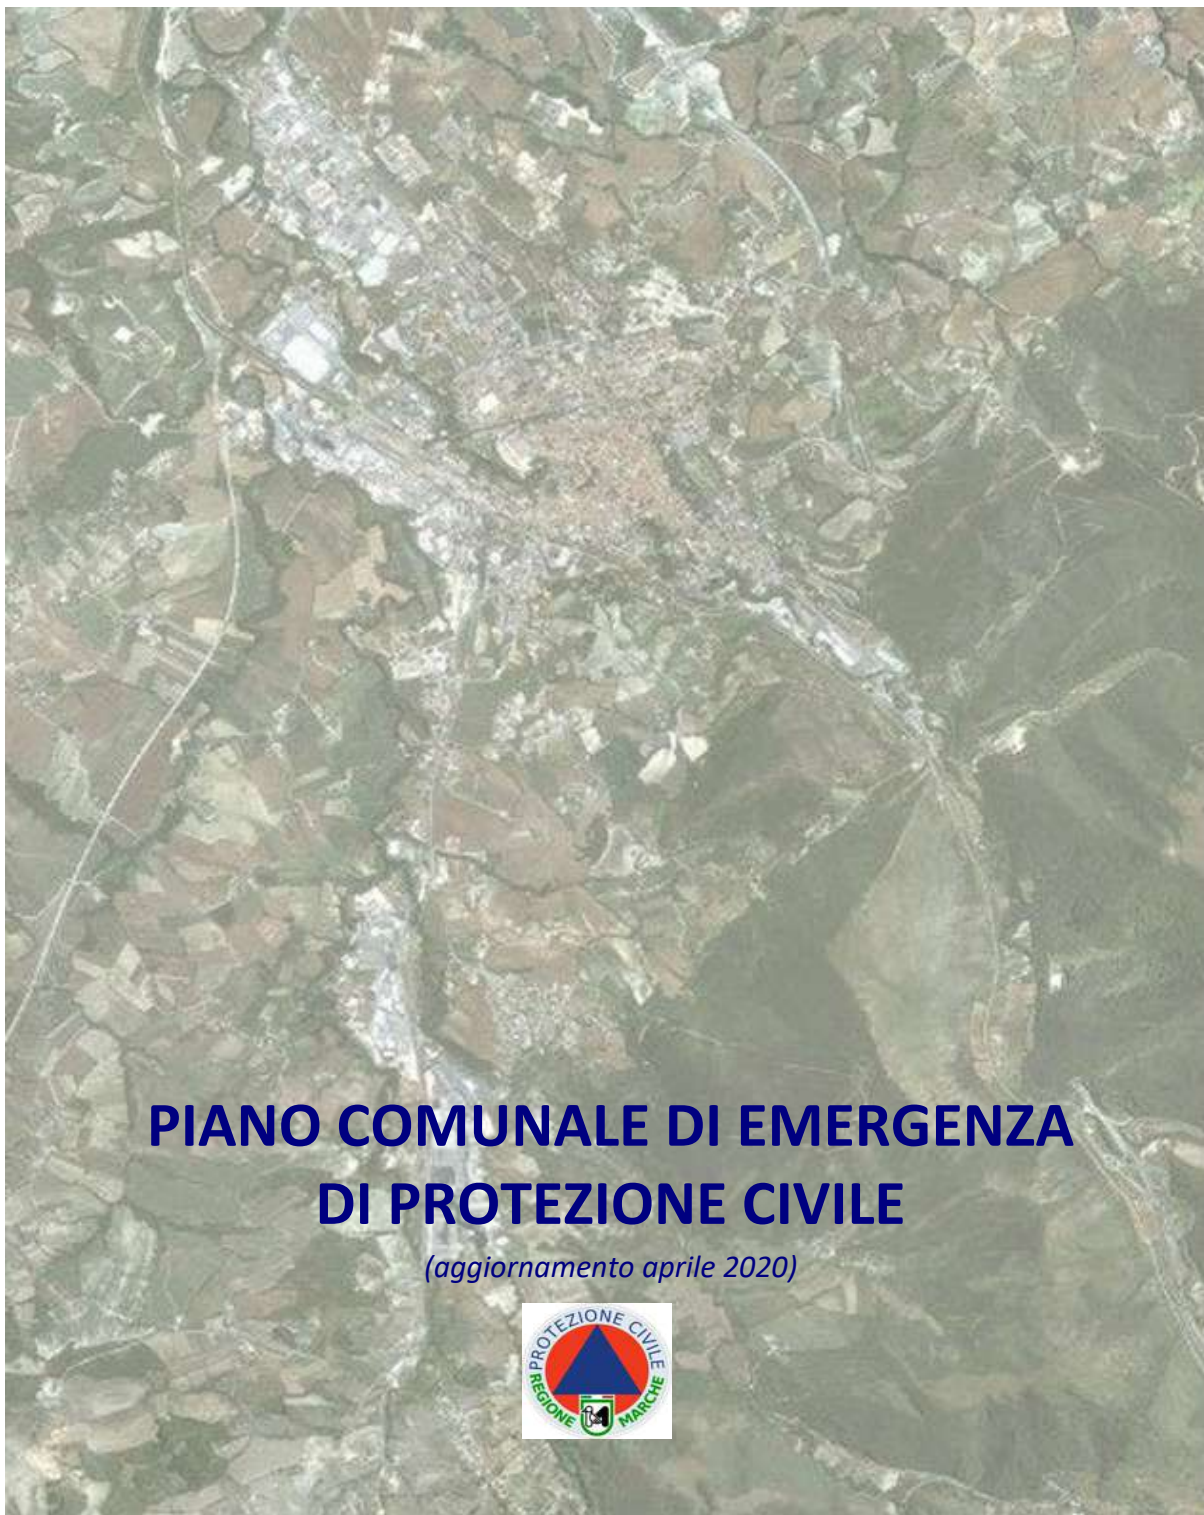 PIANO COMUNALE DI EMERGENZA
DI PROTEZIONE CIVILE
(aggiornamento aprile 2020)
PROTEZIONE CIVILE
REGIONE MARCHE